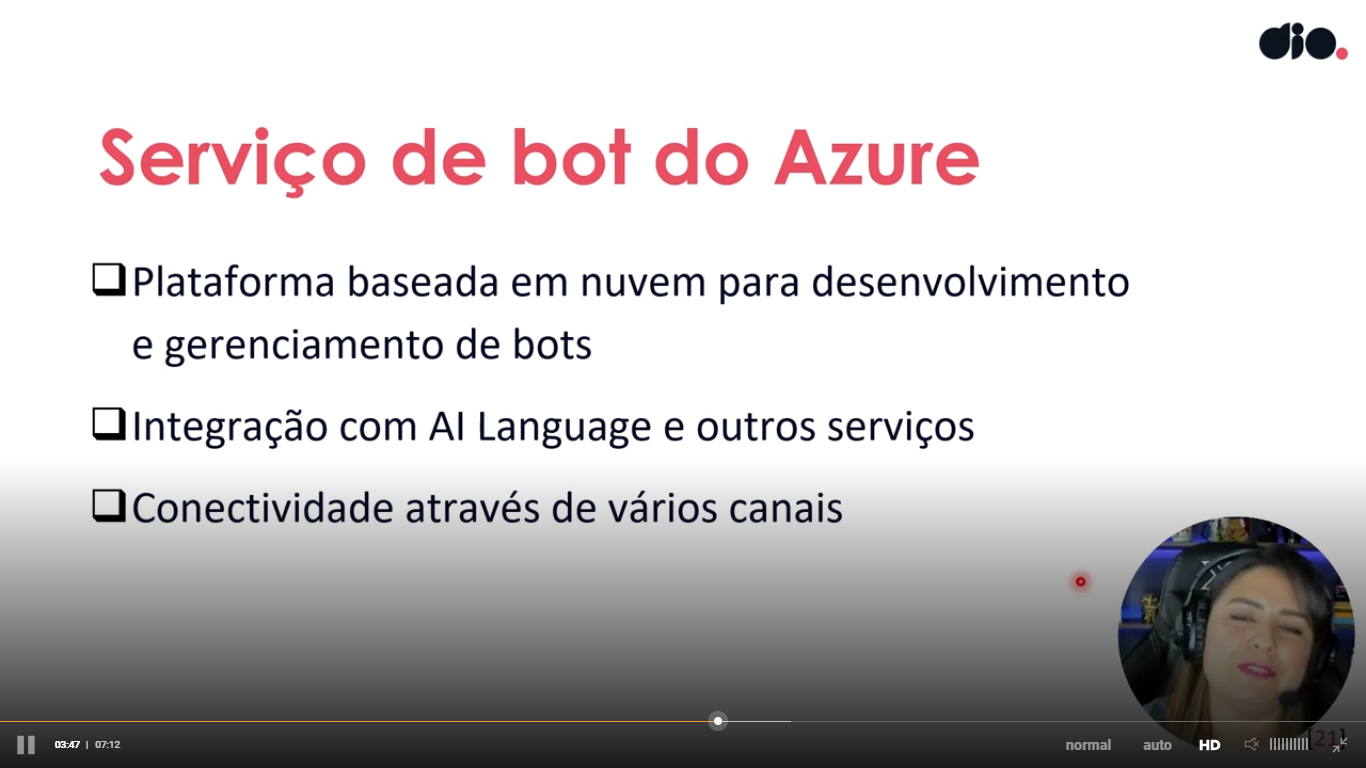 dio.
Serviço de bot do Azure
Plataforma baseada em nuvem para desenvolvimento
e gerenciamento de bots
Integração com AI Language e outros serviços
Conectividade através de vários canais
[21]
03:47 | 07:12
normal auto HD